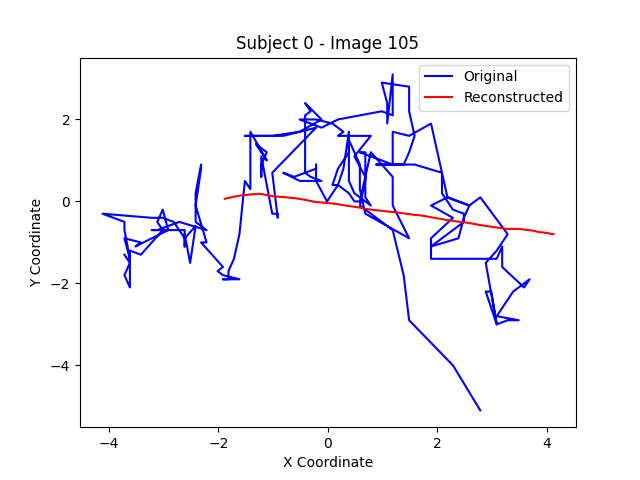 Subject 0 - Image 105
Original
Reconstructed
Y Coordinate
2
0
−2
−4
−4
−2
0
2
4
X Coordinate